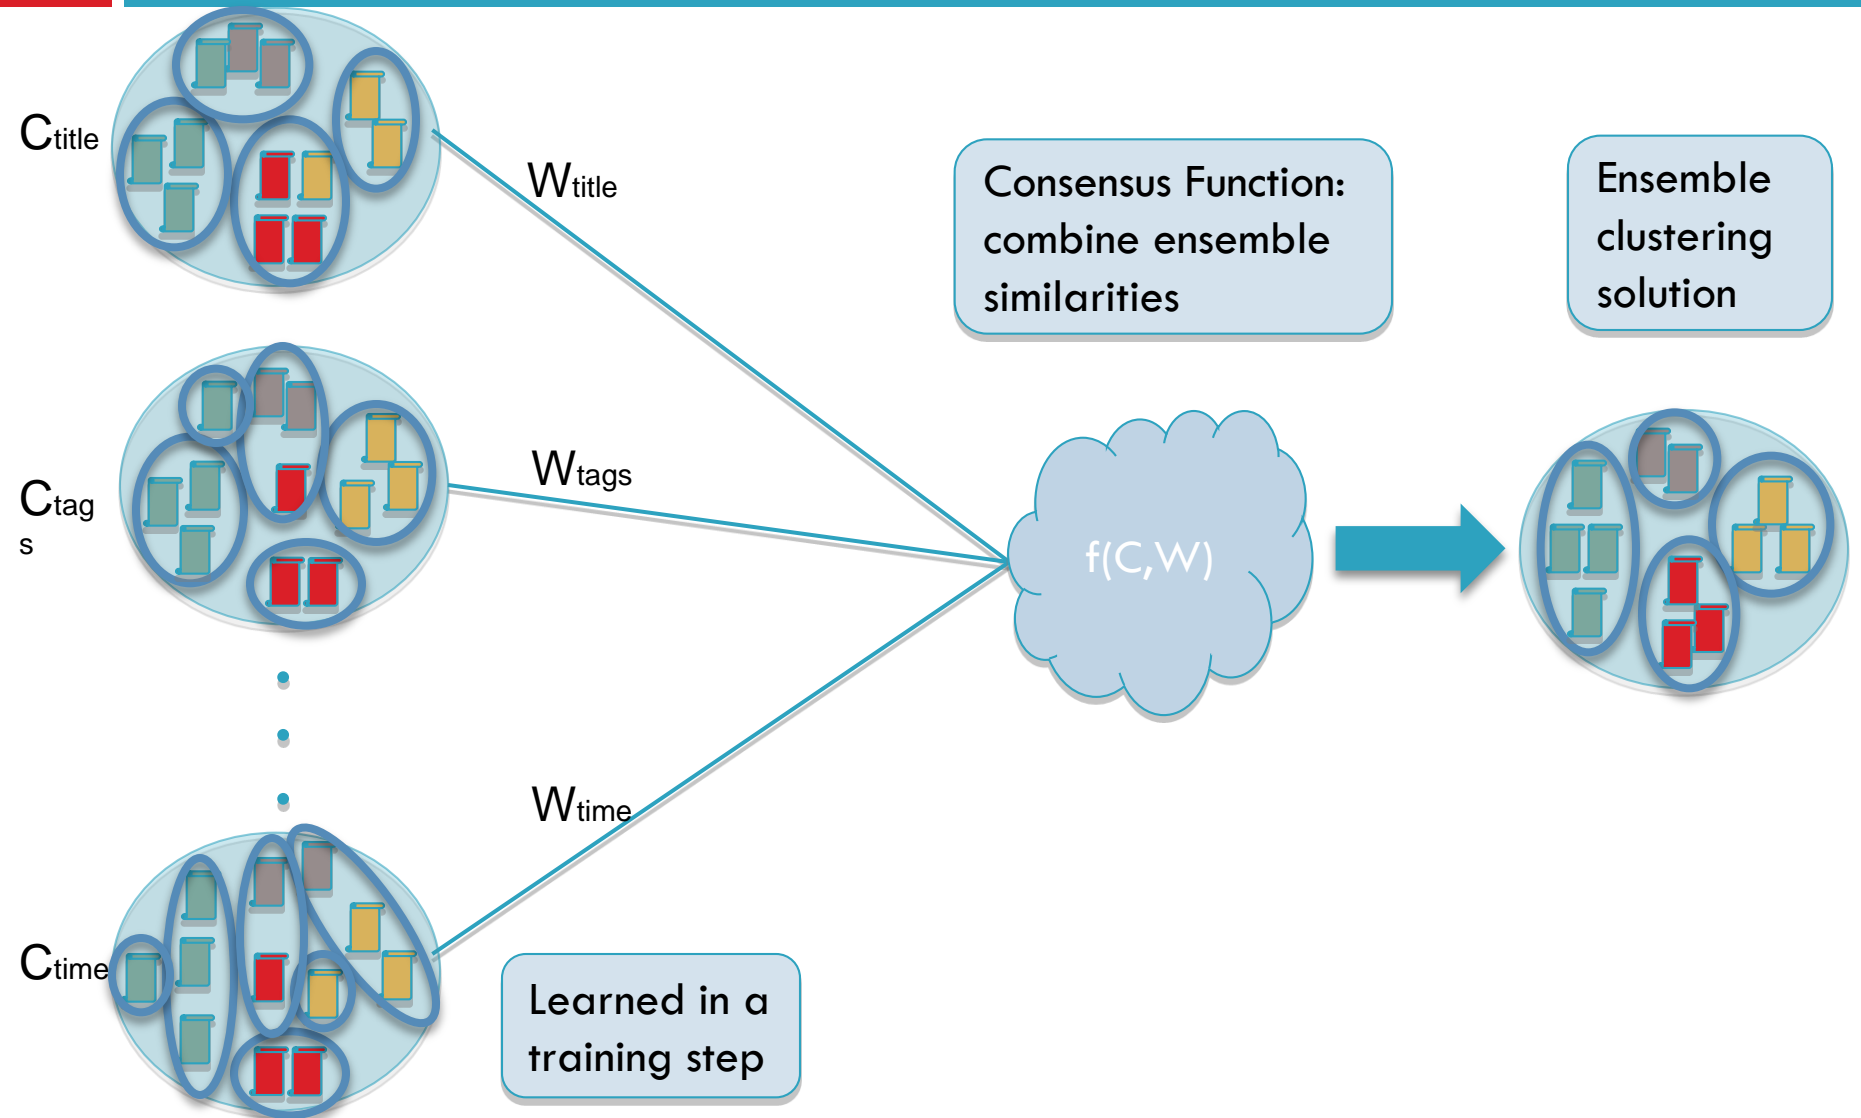 Ctitle
Wtitle
Consensus Function:
combine ensemble
similarities
Ensemble
clustering
solution
Ctag
s
Wtags
f(C,W)
Wtime
Ctime
Learned in a
training step